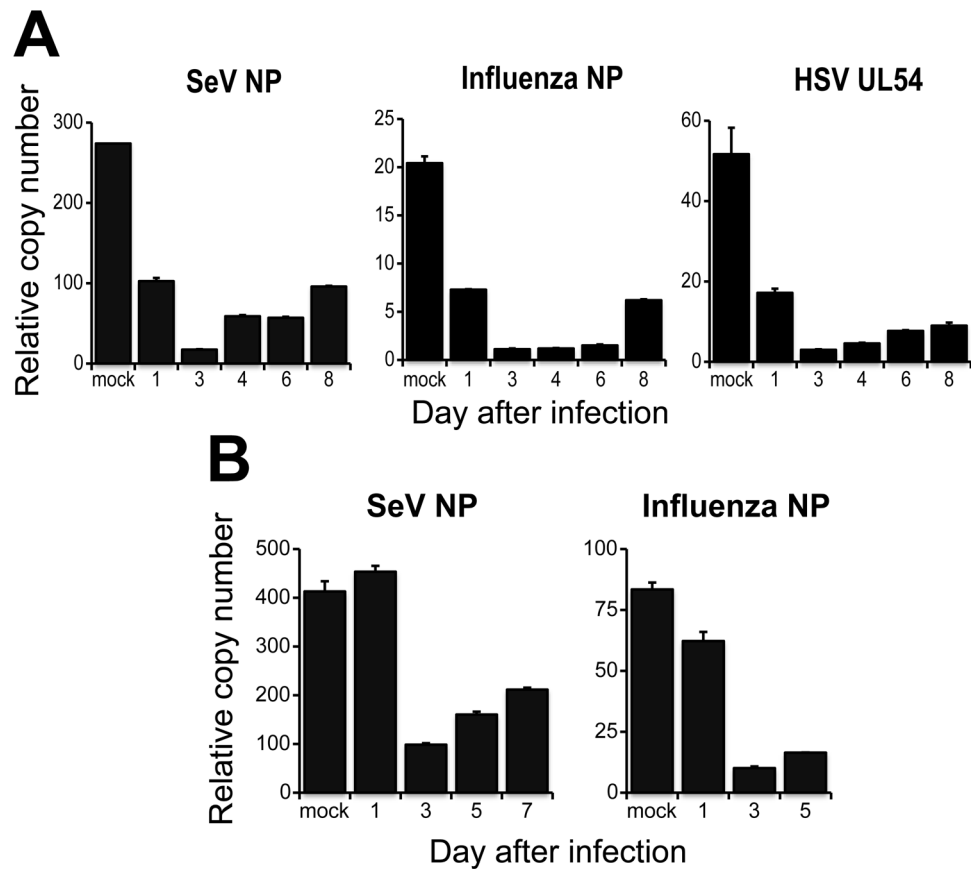 A
SeV NP
Influenza NP
HSV UL54
Relative copy number
300
200
100
0
mock 1 3 4 6 8
25
20
15
10
5
0
mock 1 3 4 6 8
60
40
20
0
mock 1 3 4 6 8
Day after infection
B
SeV NP
Influenza NP
Relative copy number
500
400
300
200
100
0
mock 1 3 5 7
100
75
50
25
0
mock 1 3 5
Day after infection